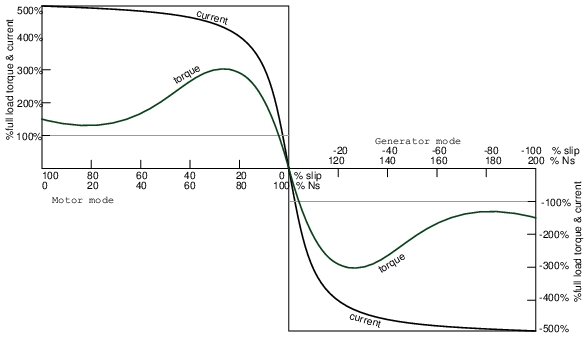 %full load torque & current
500%
400%
300%
200%
100%
current
torque
100 80 60 40 20 0 % slip
0 20 40 60 80 100 % Ns
Motor mode
Generator mode
-20 -40 -60 -80 -100 % slip
120 140 160 180 200 % Ns
-100%
-200%
-300%
-400%
-500%
torque
current
%full load torque & current